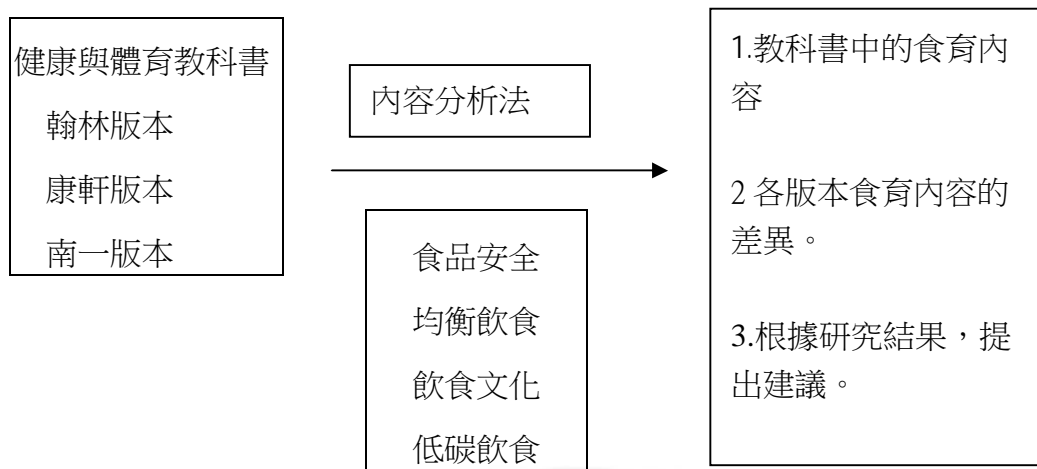 健康與體育教科書
翰林版本
康軒版本
南一版本
內容分析法
食品安全
均衡飲食
飲食文化
低碳飲食
1.教科書中的食育內
容
2 各版本食育內容的
差異。
3.根據研究結果，提
出建議。